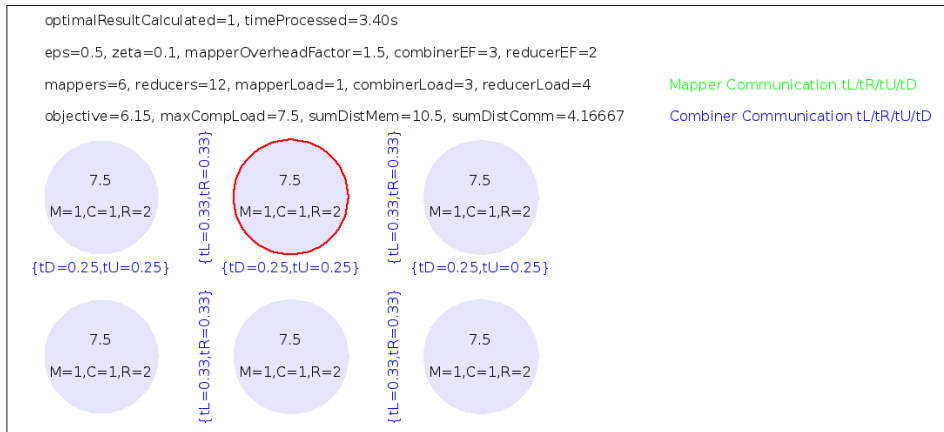 optimalResultCalculated=1, timeProcessed=3.40s
eps=0.5, zeta=0.1, mapperOverheadFactor=1.5, combinerEF=3, reducerEF=2
mappers=6, reducers=12, mapperLoad=1, combinerLoad=3, reducerLoad=4
Mapper Communication tL/tR/tU/tD
objective=6.15, maxCompLoad=7.5, sumDistMem=10.5, sumDistComm=4.16667
Combiner Communication tL/tR/tU/tD
7.5
M=1,C=1,R=2
{tL=0.33,tR=0.33}
7.5
M=1,C=1,R=2
{tL=0.33,tR=0.33}
7.5
M=1,C=1,R=2
{tD=0.25,tU=0.25}
{tD=0.25,tU=0.25}
{tD=0.25,tU=0.25}
7.5
M=1,C=1,R=2
{tL=0.33,tR=0.33}
7.5
M=1,C=1,R=2
{tL=0.33,tR=0.33}
7.5
M=1,C=1,R=2